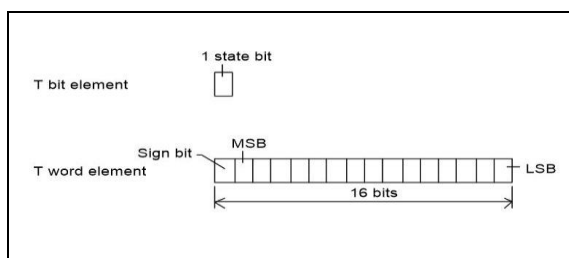 1 state bit
T bit element
MSB
Sign bit
T word element
LSB
16 bits